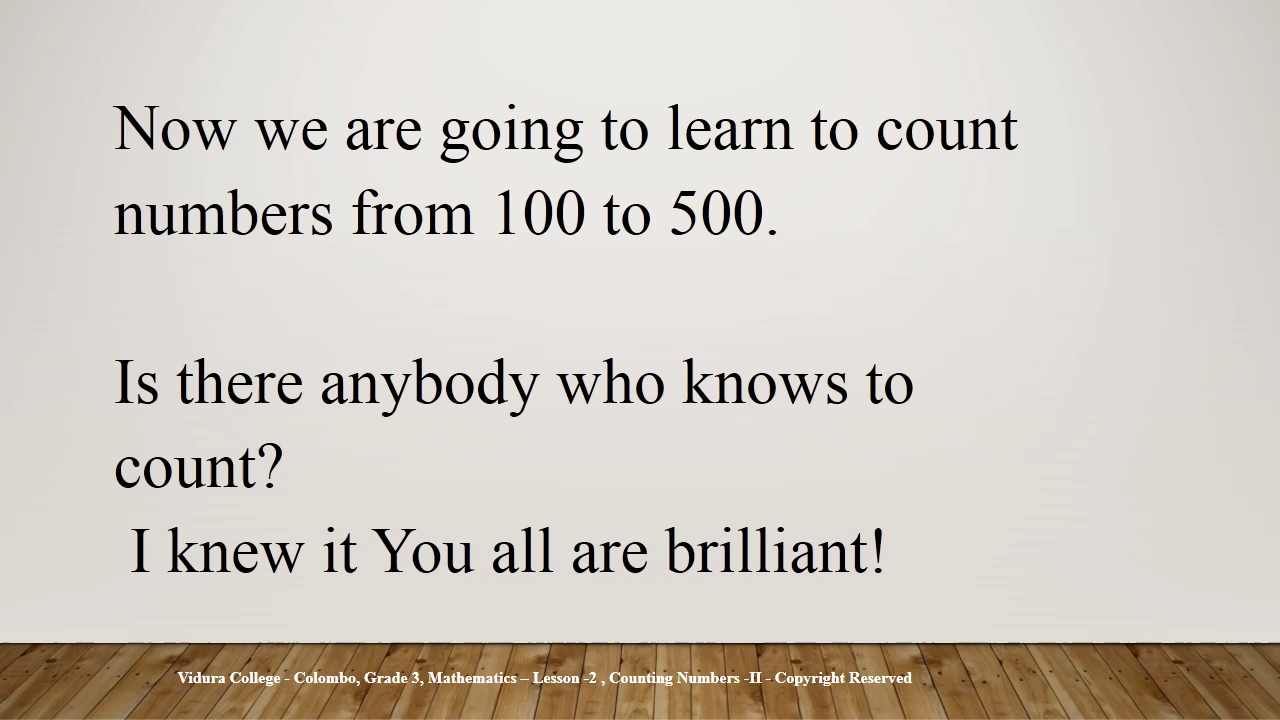 Now we are going to learn to count
numbers from 100 to 500.
Is there anybody who knows to
count?
I knew it You all are brilliant!
Vidura College - Colombo, Grade 3, Mathematics – Lesson -2 , Counting Numbers -II - Copyright Reserved